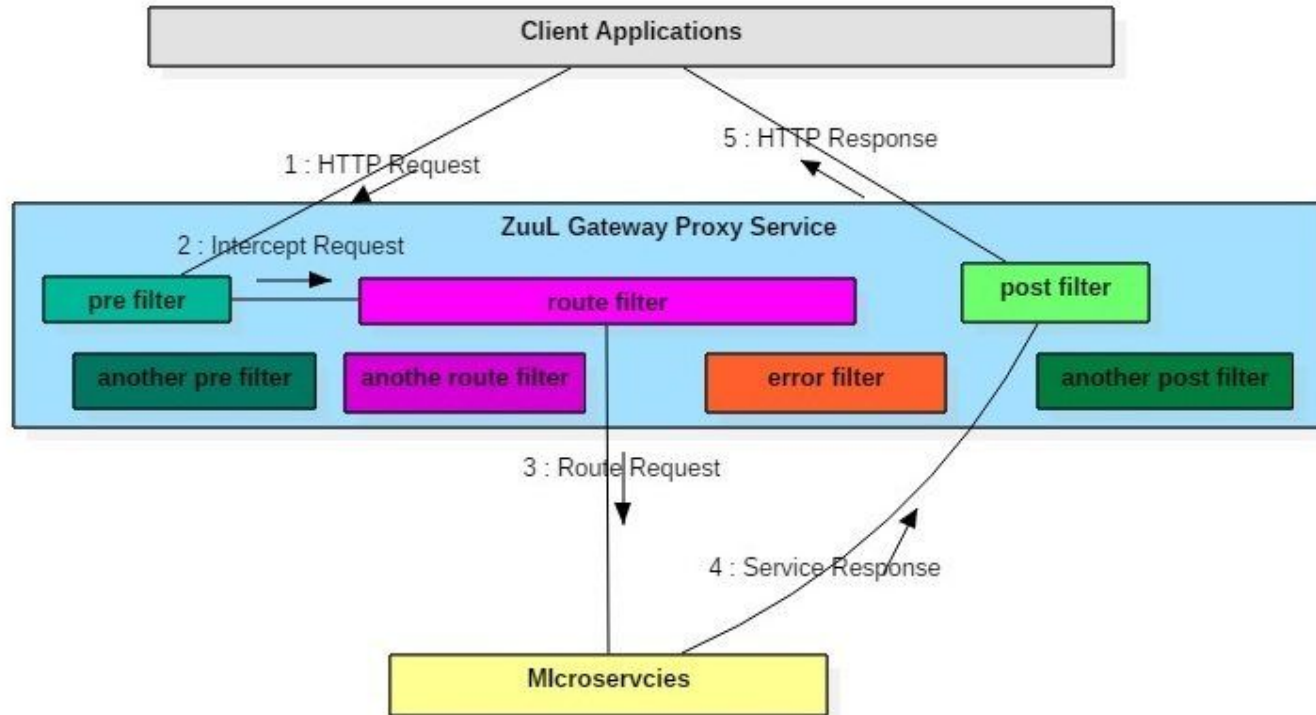 Client Applications
5 : HTTP Response
1 : HTTP Request
ZuuL Gateway Proxy Service
2 : Intercept Request
pre filter
route filter
post filter
another pre filter
anothe route filter
error filter
another post filter
3 : Route Request
4 : Service Response
MIcroservcies